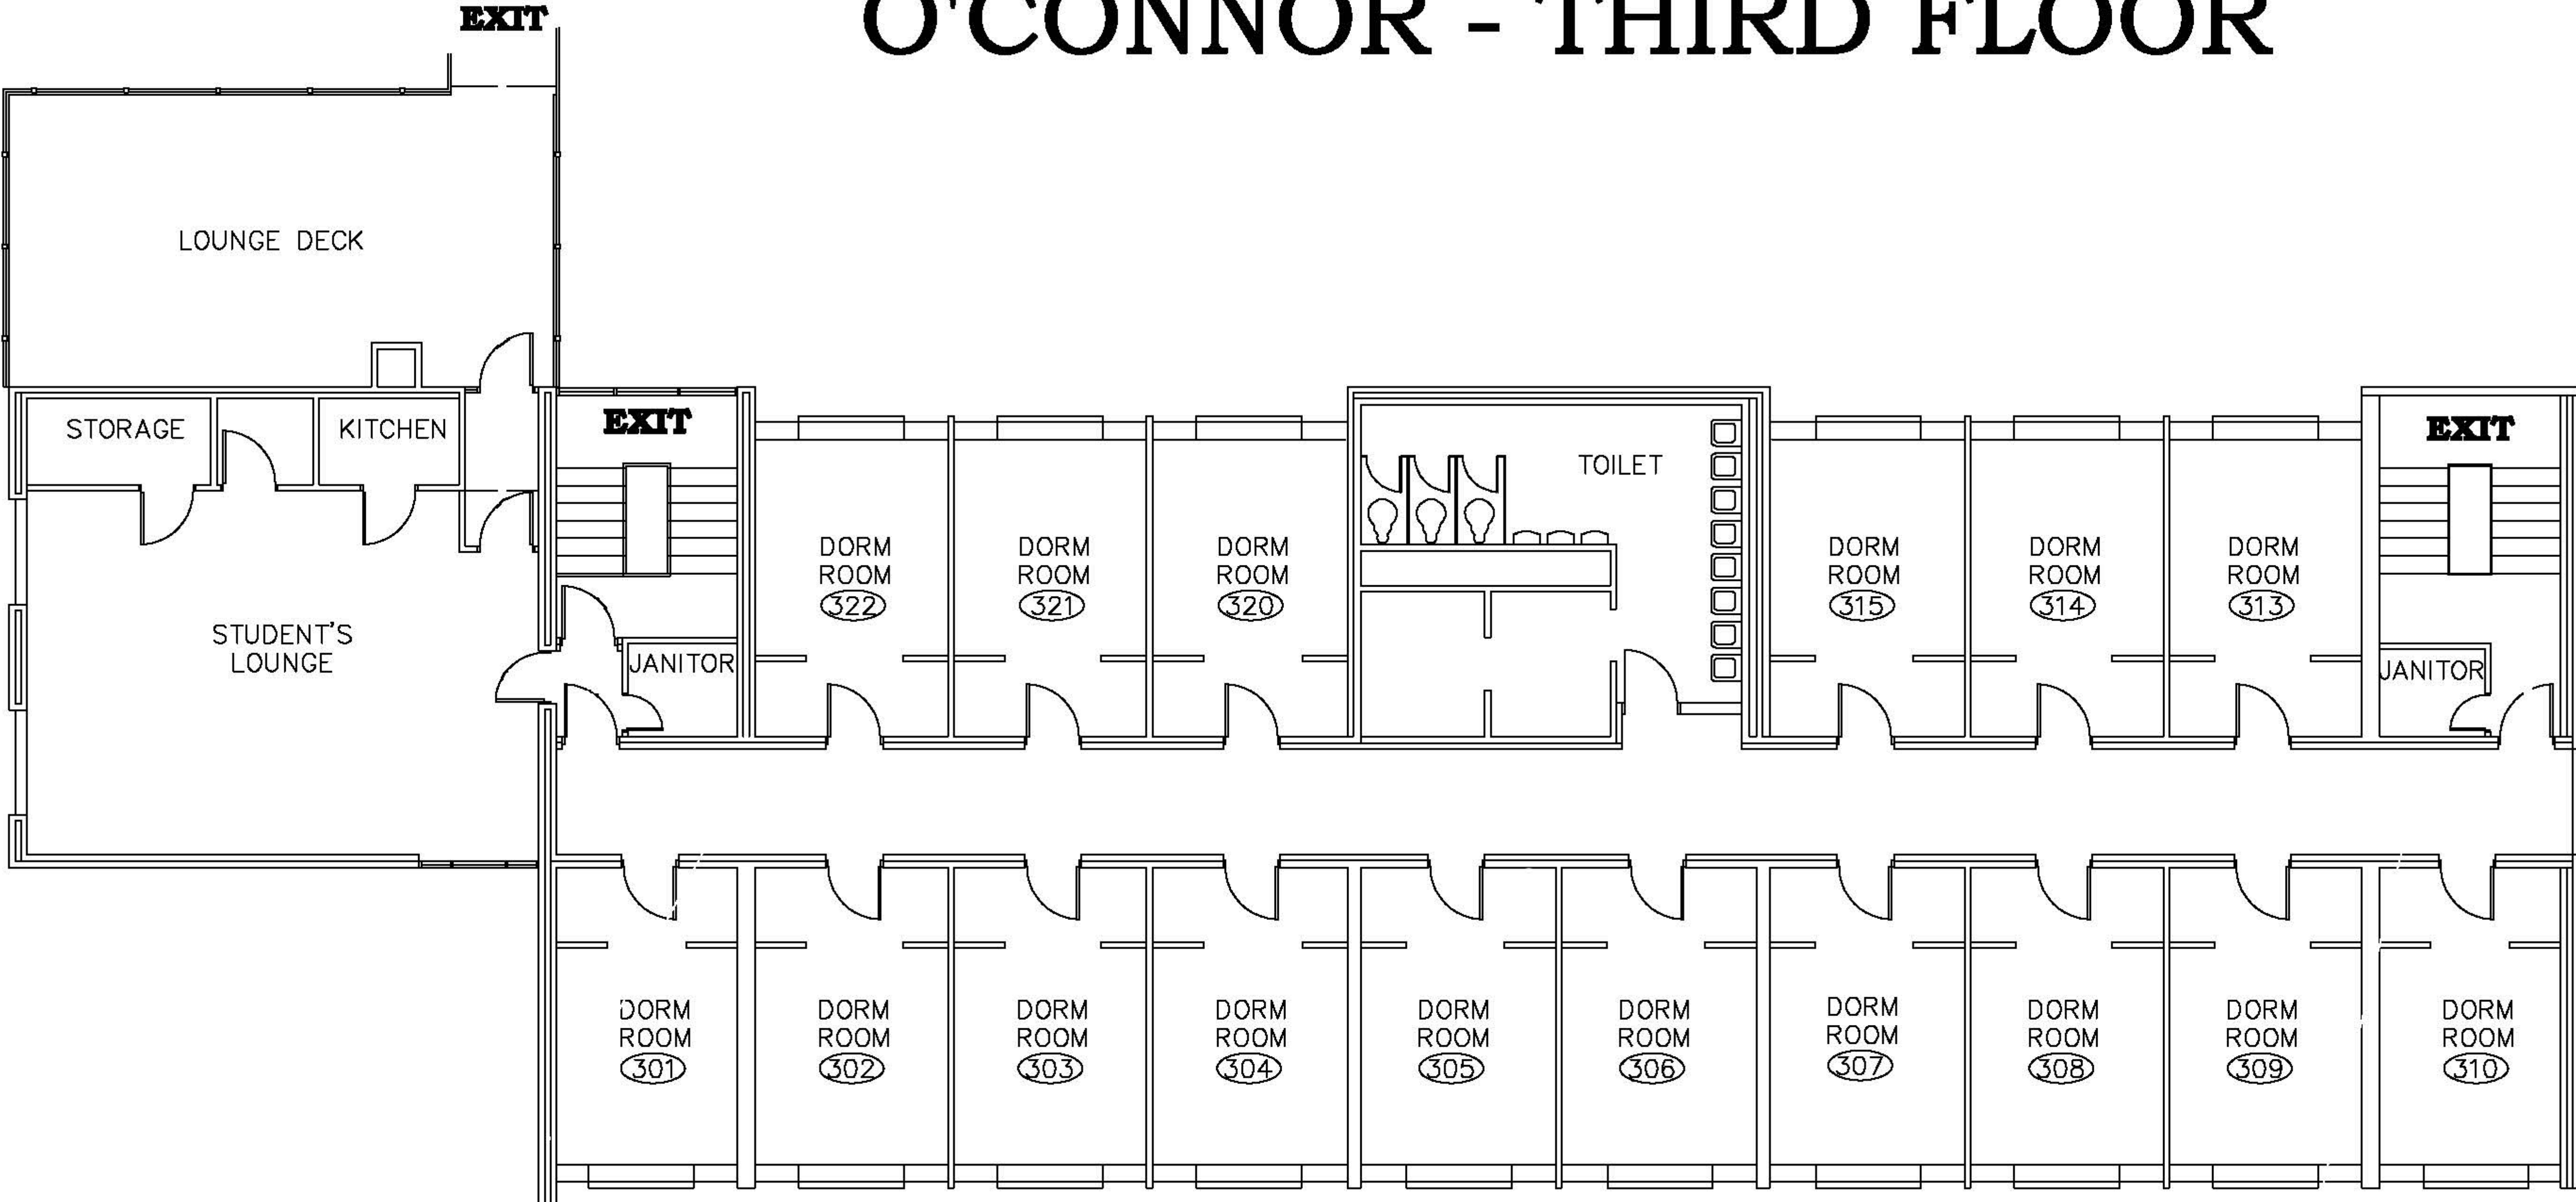 EXIT
O'CONNOR - THIRD FLOOR
LOUNGE DECK
STORAGE
KITCHEN
EXIT
EXIT
TOILET
STUDENT'S
LOUNGE
JANITOR
DORM
ROOM
322
DORM
ROOM
321
DORM
ROOM
320
DORM
ROOM
315
DORM
ROOM
314
DORM
ROOM
313
JANITOR
DORM
ROOM
301
DORM
ROOM
302
DORM
ROOM
303
DORM
ROOM
304
DORM
ROOM
305
DORM
ROOM
306
DORM
ROOM
307
DORM
ROOM
308
DORM
ROOM
309
DORM
ROOM
310